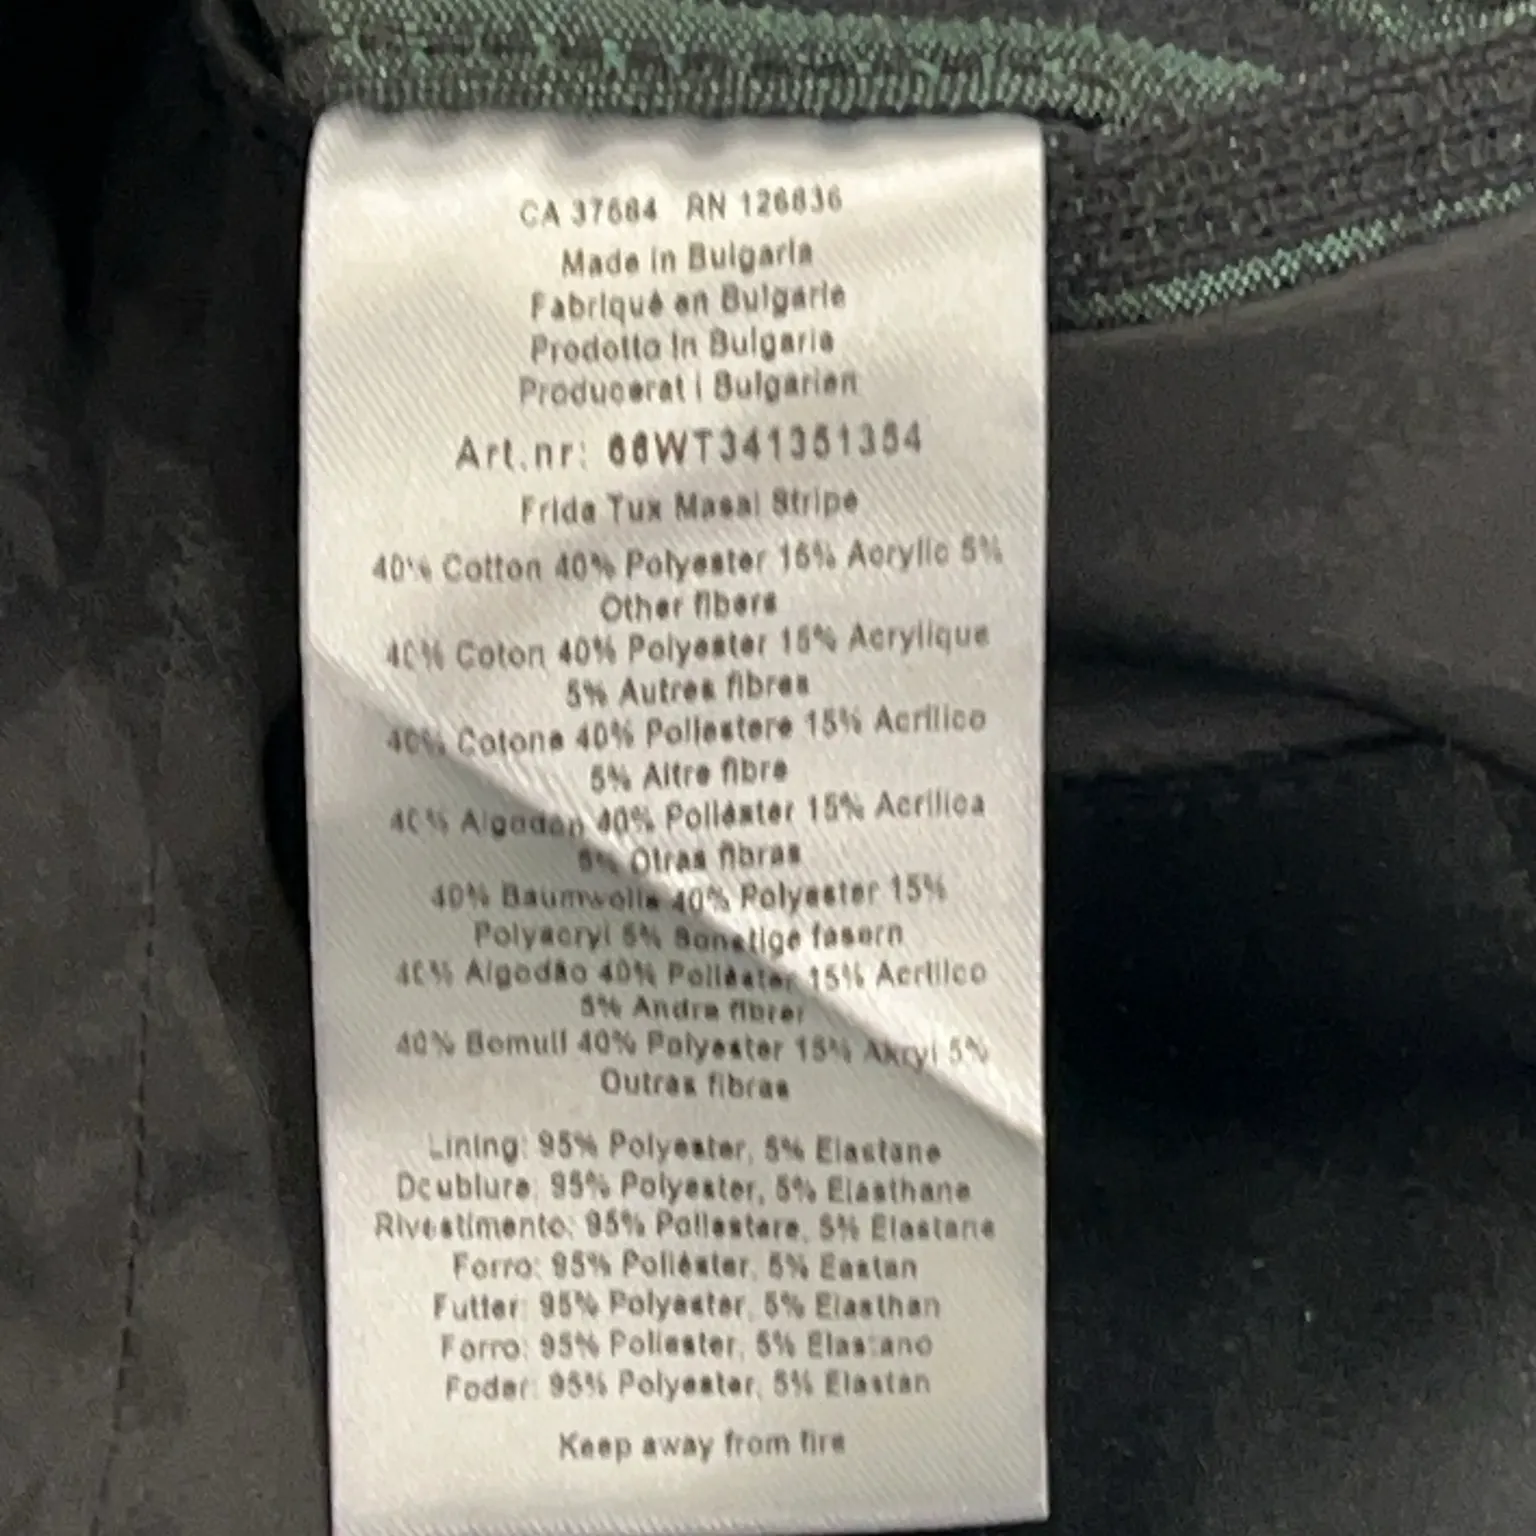 CA 37584 RN 126836
Made in Bulgaria
Fabriqué en Bulgarie
Prodotto in Bulgaria
Producerat i Bulgarien
Art.nr: 66WT341351354
Frida Tux Masai Stripe
40% Cotton 40% Polyester 15% Acrylic 5%
Other fibers
40% Coton 40% Polyester 15% Acrylique
5% Autres fibres
40% Cotone 40% Poliestere 15% Acrilico
5% Altre fibre
40% Algodón 40% Poliéster 15% Acrilica
5% Otras fibras
40% Baumwolle 40% Polyester 15%
Polyacryl 5% Sonstige fasern
40% Algodão 40% Poliéster 15% Acrilico
5% Andra fibrer
40% Bomull 40% Polyester 15% Akryl 5%
Outras fibras
Lining: 95% Polyester, 5% Elastane
Doublure: 95% Polyester, 5% Elasthane
Rivestimento: 95% Poliestere, 5% Elastane
Forro: 95% Poliéster, 5% Eastan
Futter: 95% Polyester, 5% Elasthan
Forro: 95% Poliester, 5% Elastano
Foder: 95% Polyester, 5% Elastan
Keep away from fire